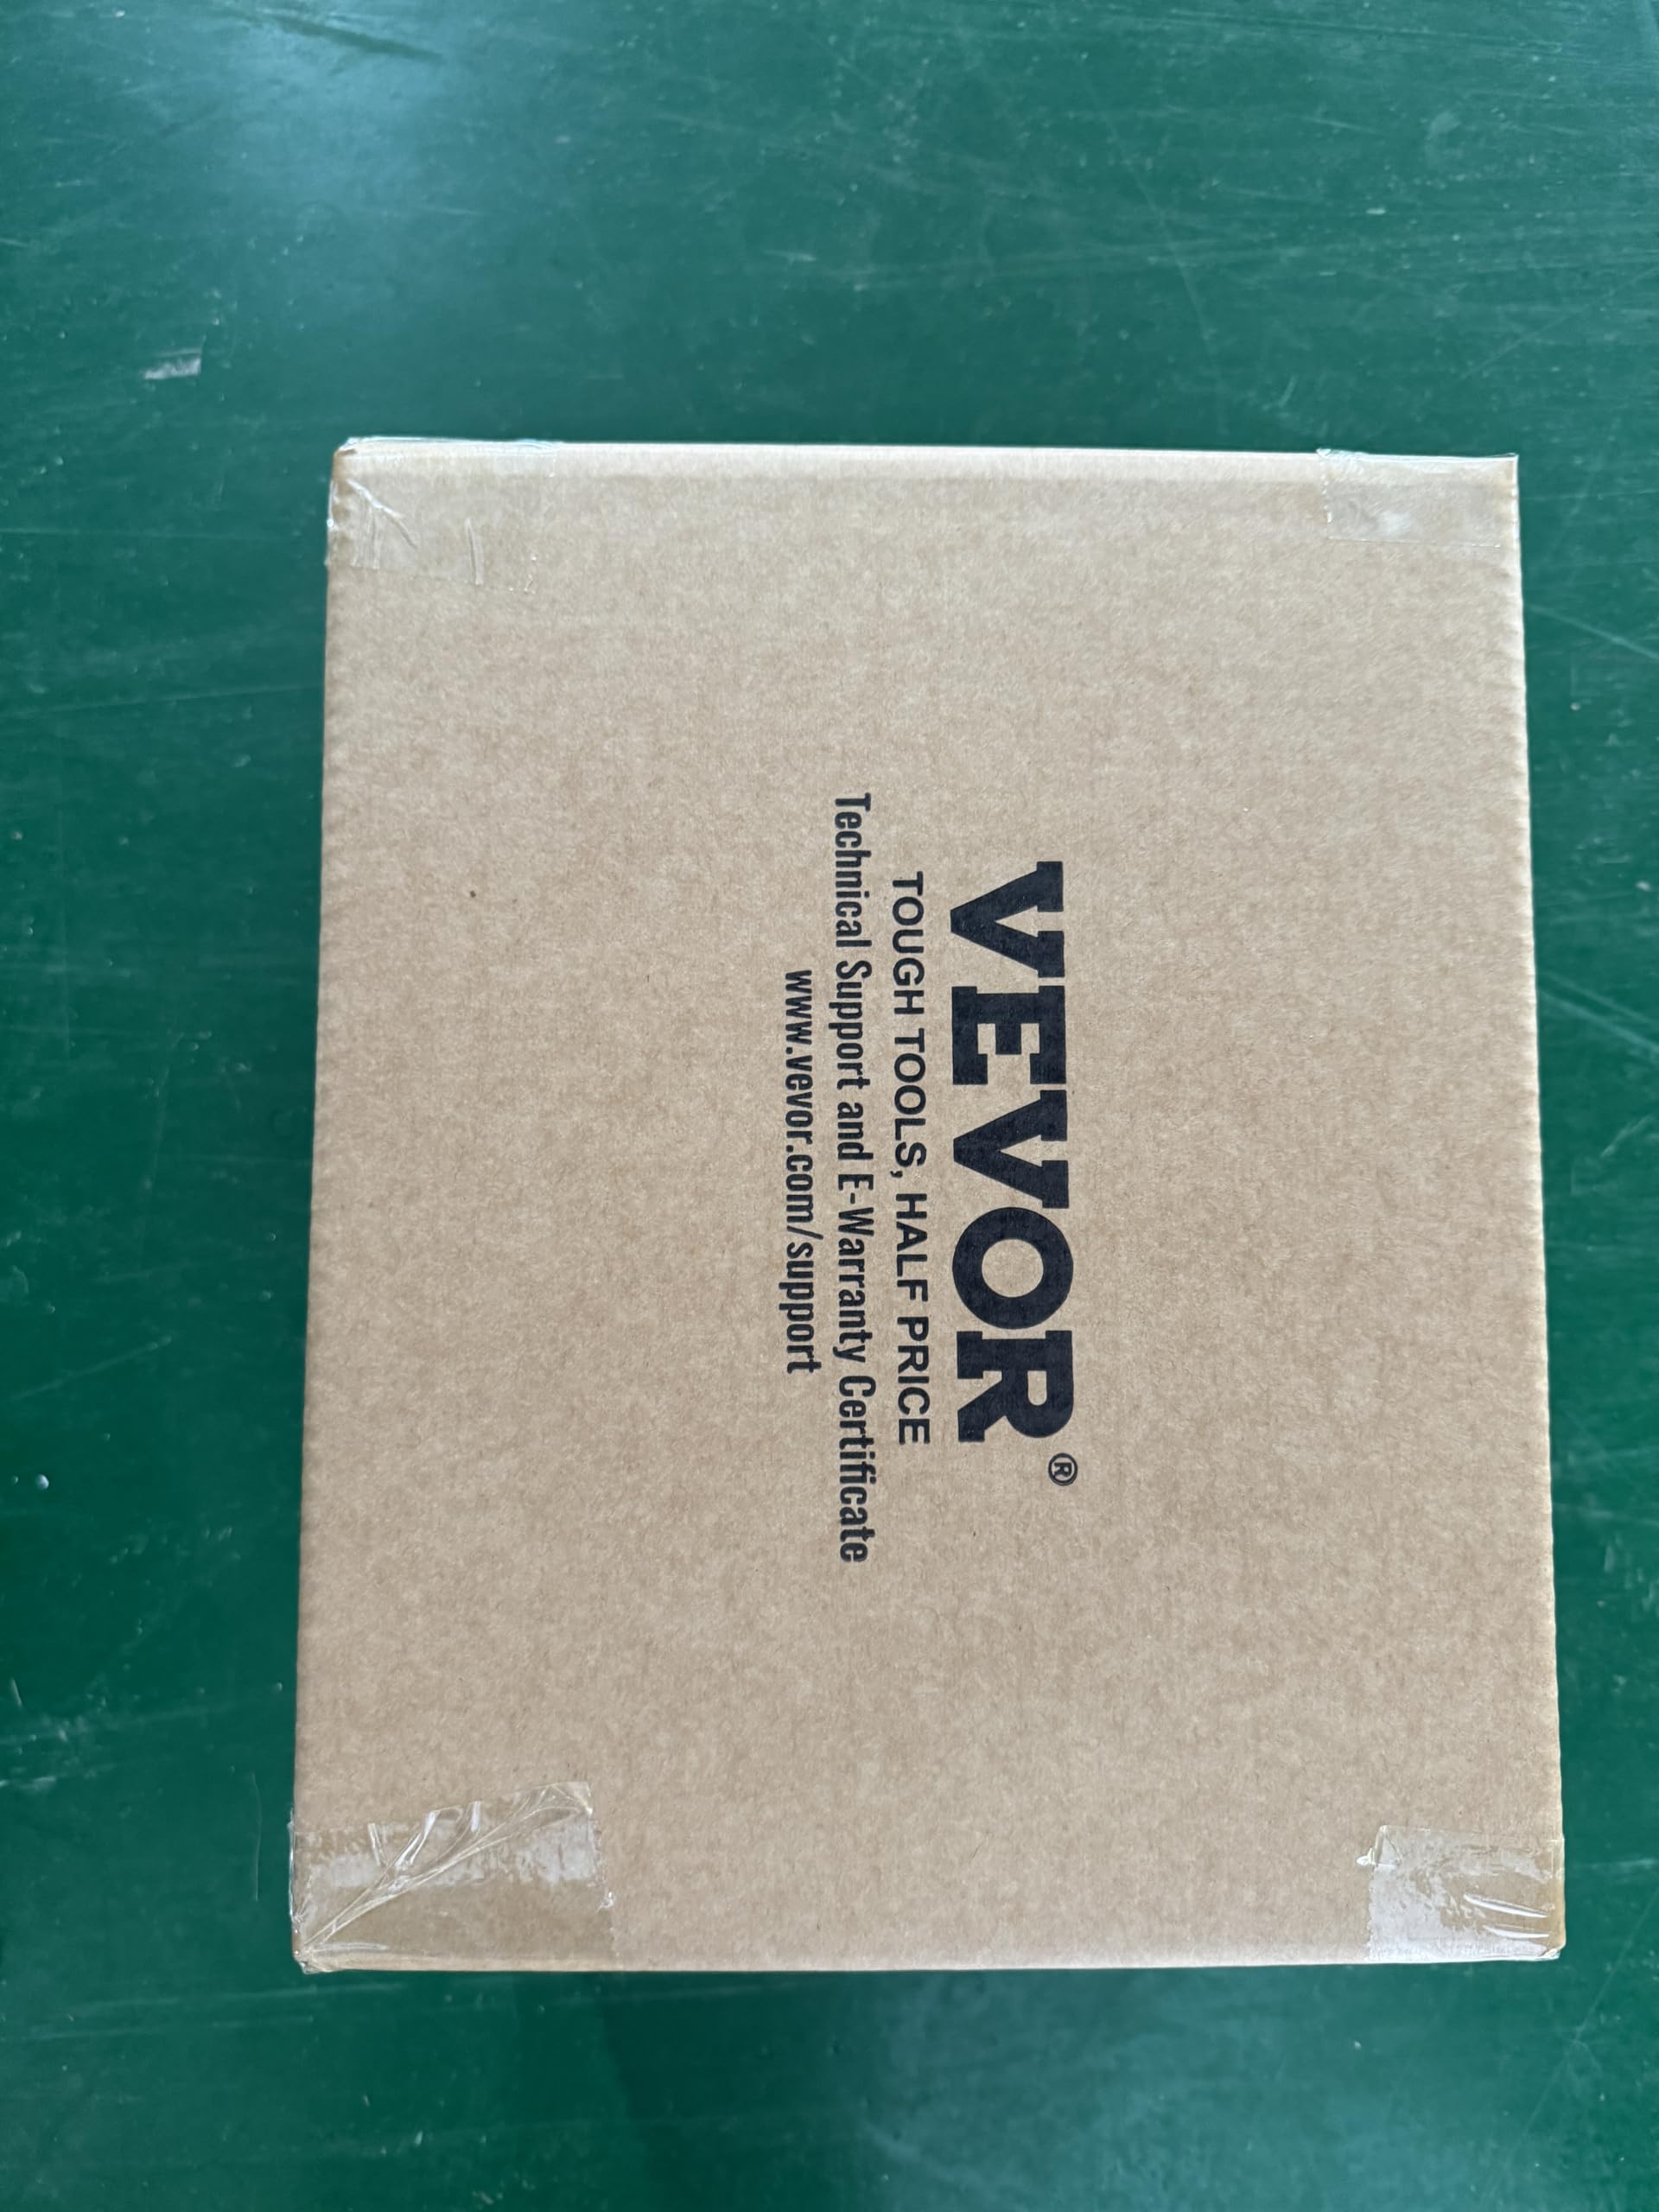 VEVOR®
TOUGH TOOLS, HALF PRICE
Technical Support and E-Warranty Certificate
www.vevor.com/support